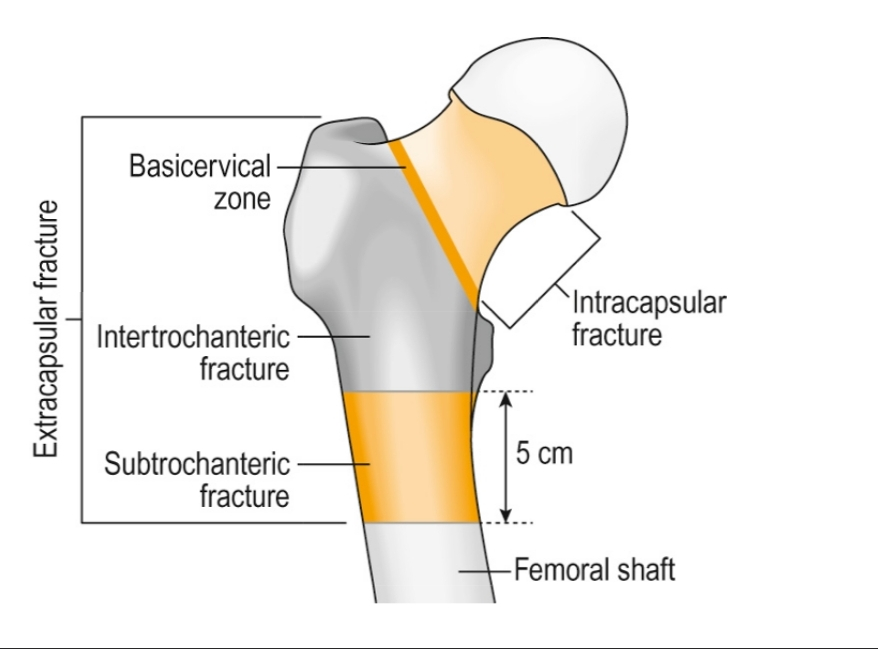 Extracapsular fracture
Basicervical
zone
Intertrochanteric
fracture
Subtrochanteric
fracture
Intracapsular
fracture
5 cm
Femoral shaft